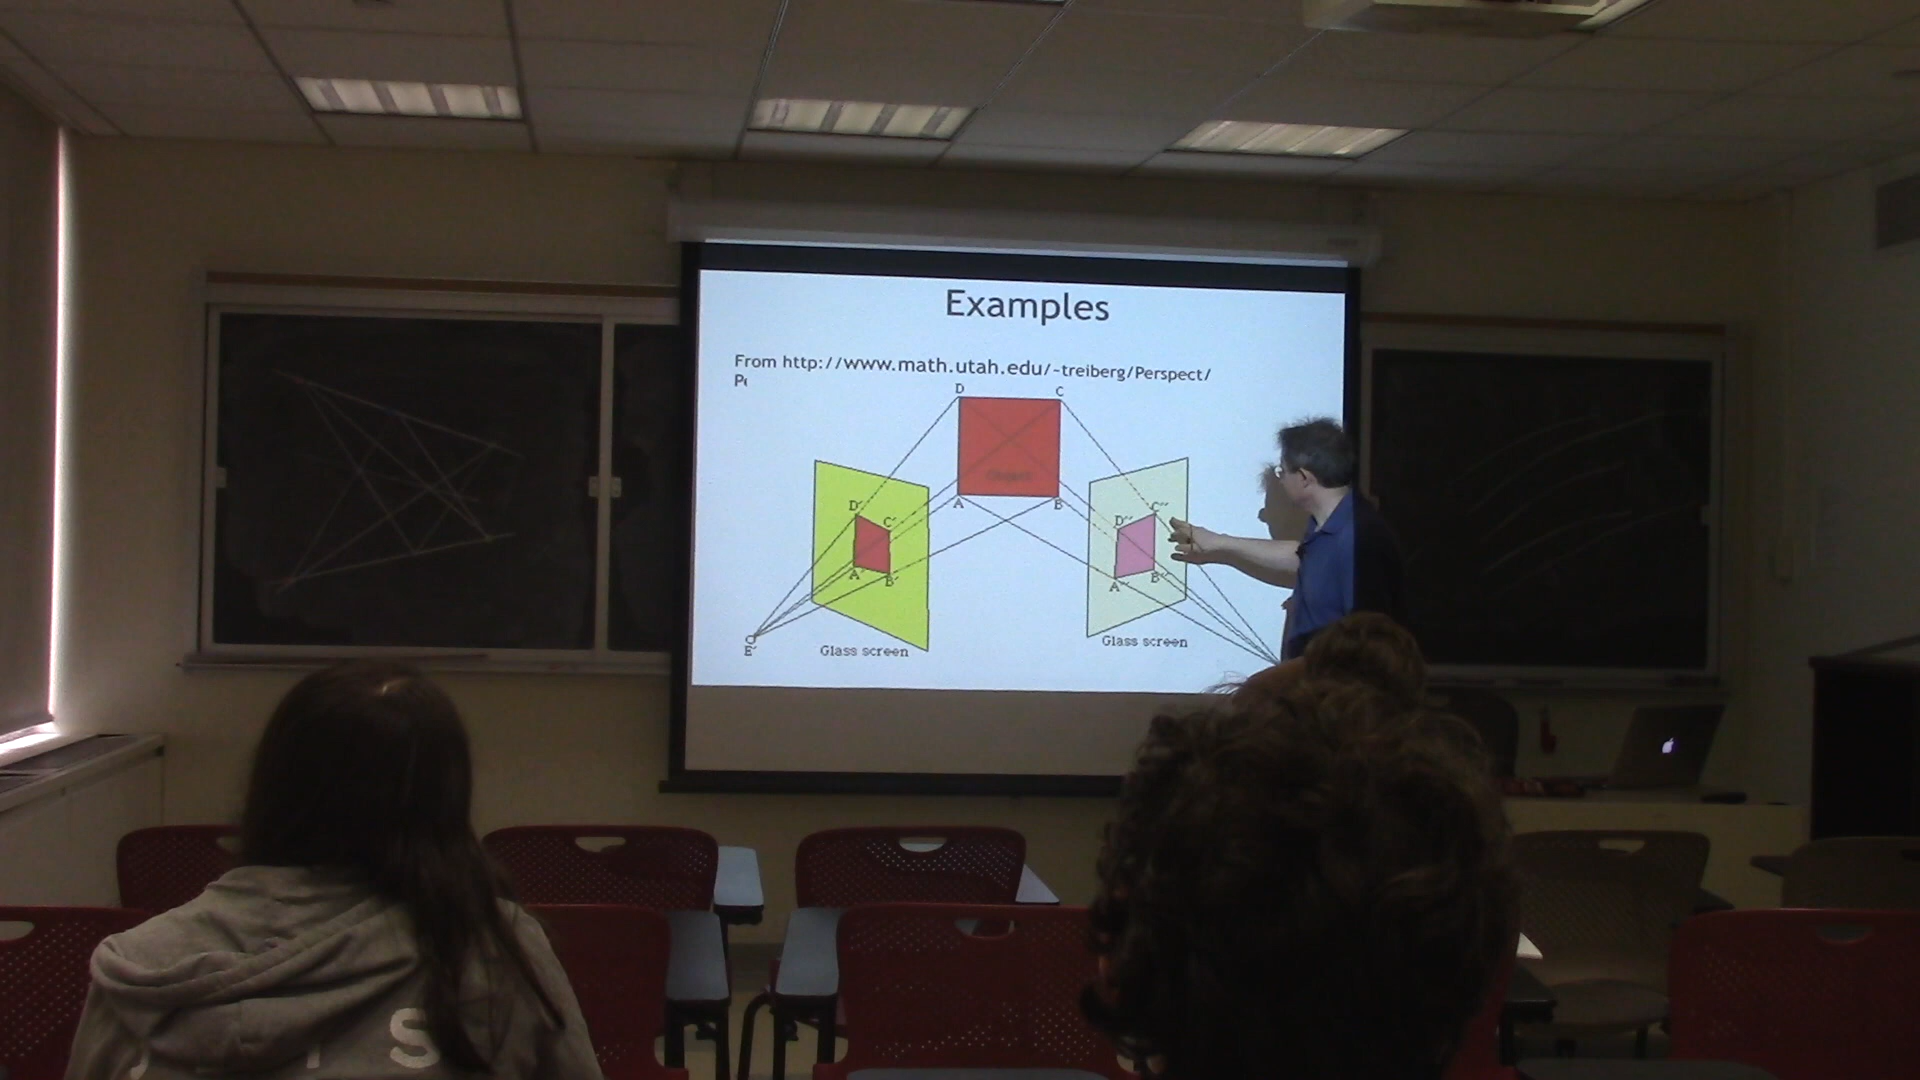 Examples
From http://www.math.utah.edu/~treiberg/Perspect/
D C
A B
D´ C´
A´ B´
D´´ C´´
A´´ B´´
E´
Glass screen
Glass screen
S